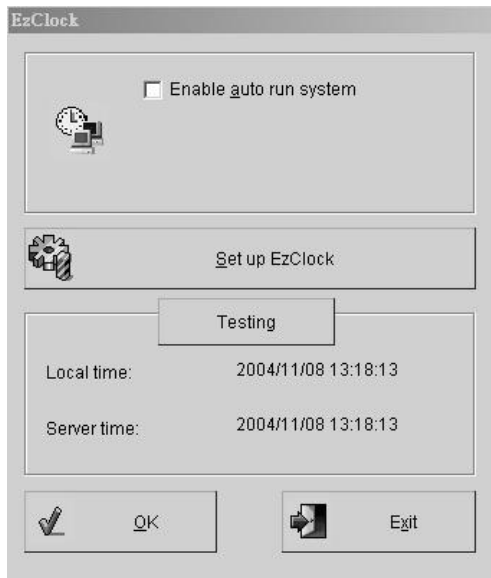 EzClock
Enable auto run system
Set up EzClock
Testing
Local time: 2004/11/08 13:18:13
Server time: 2004/11/08 13:18:13
OK Exit